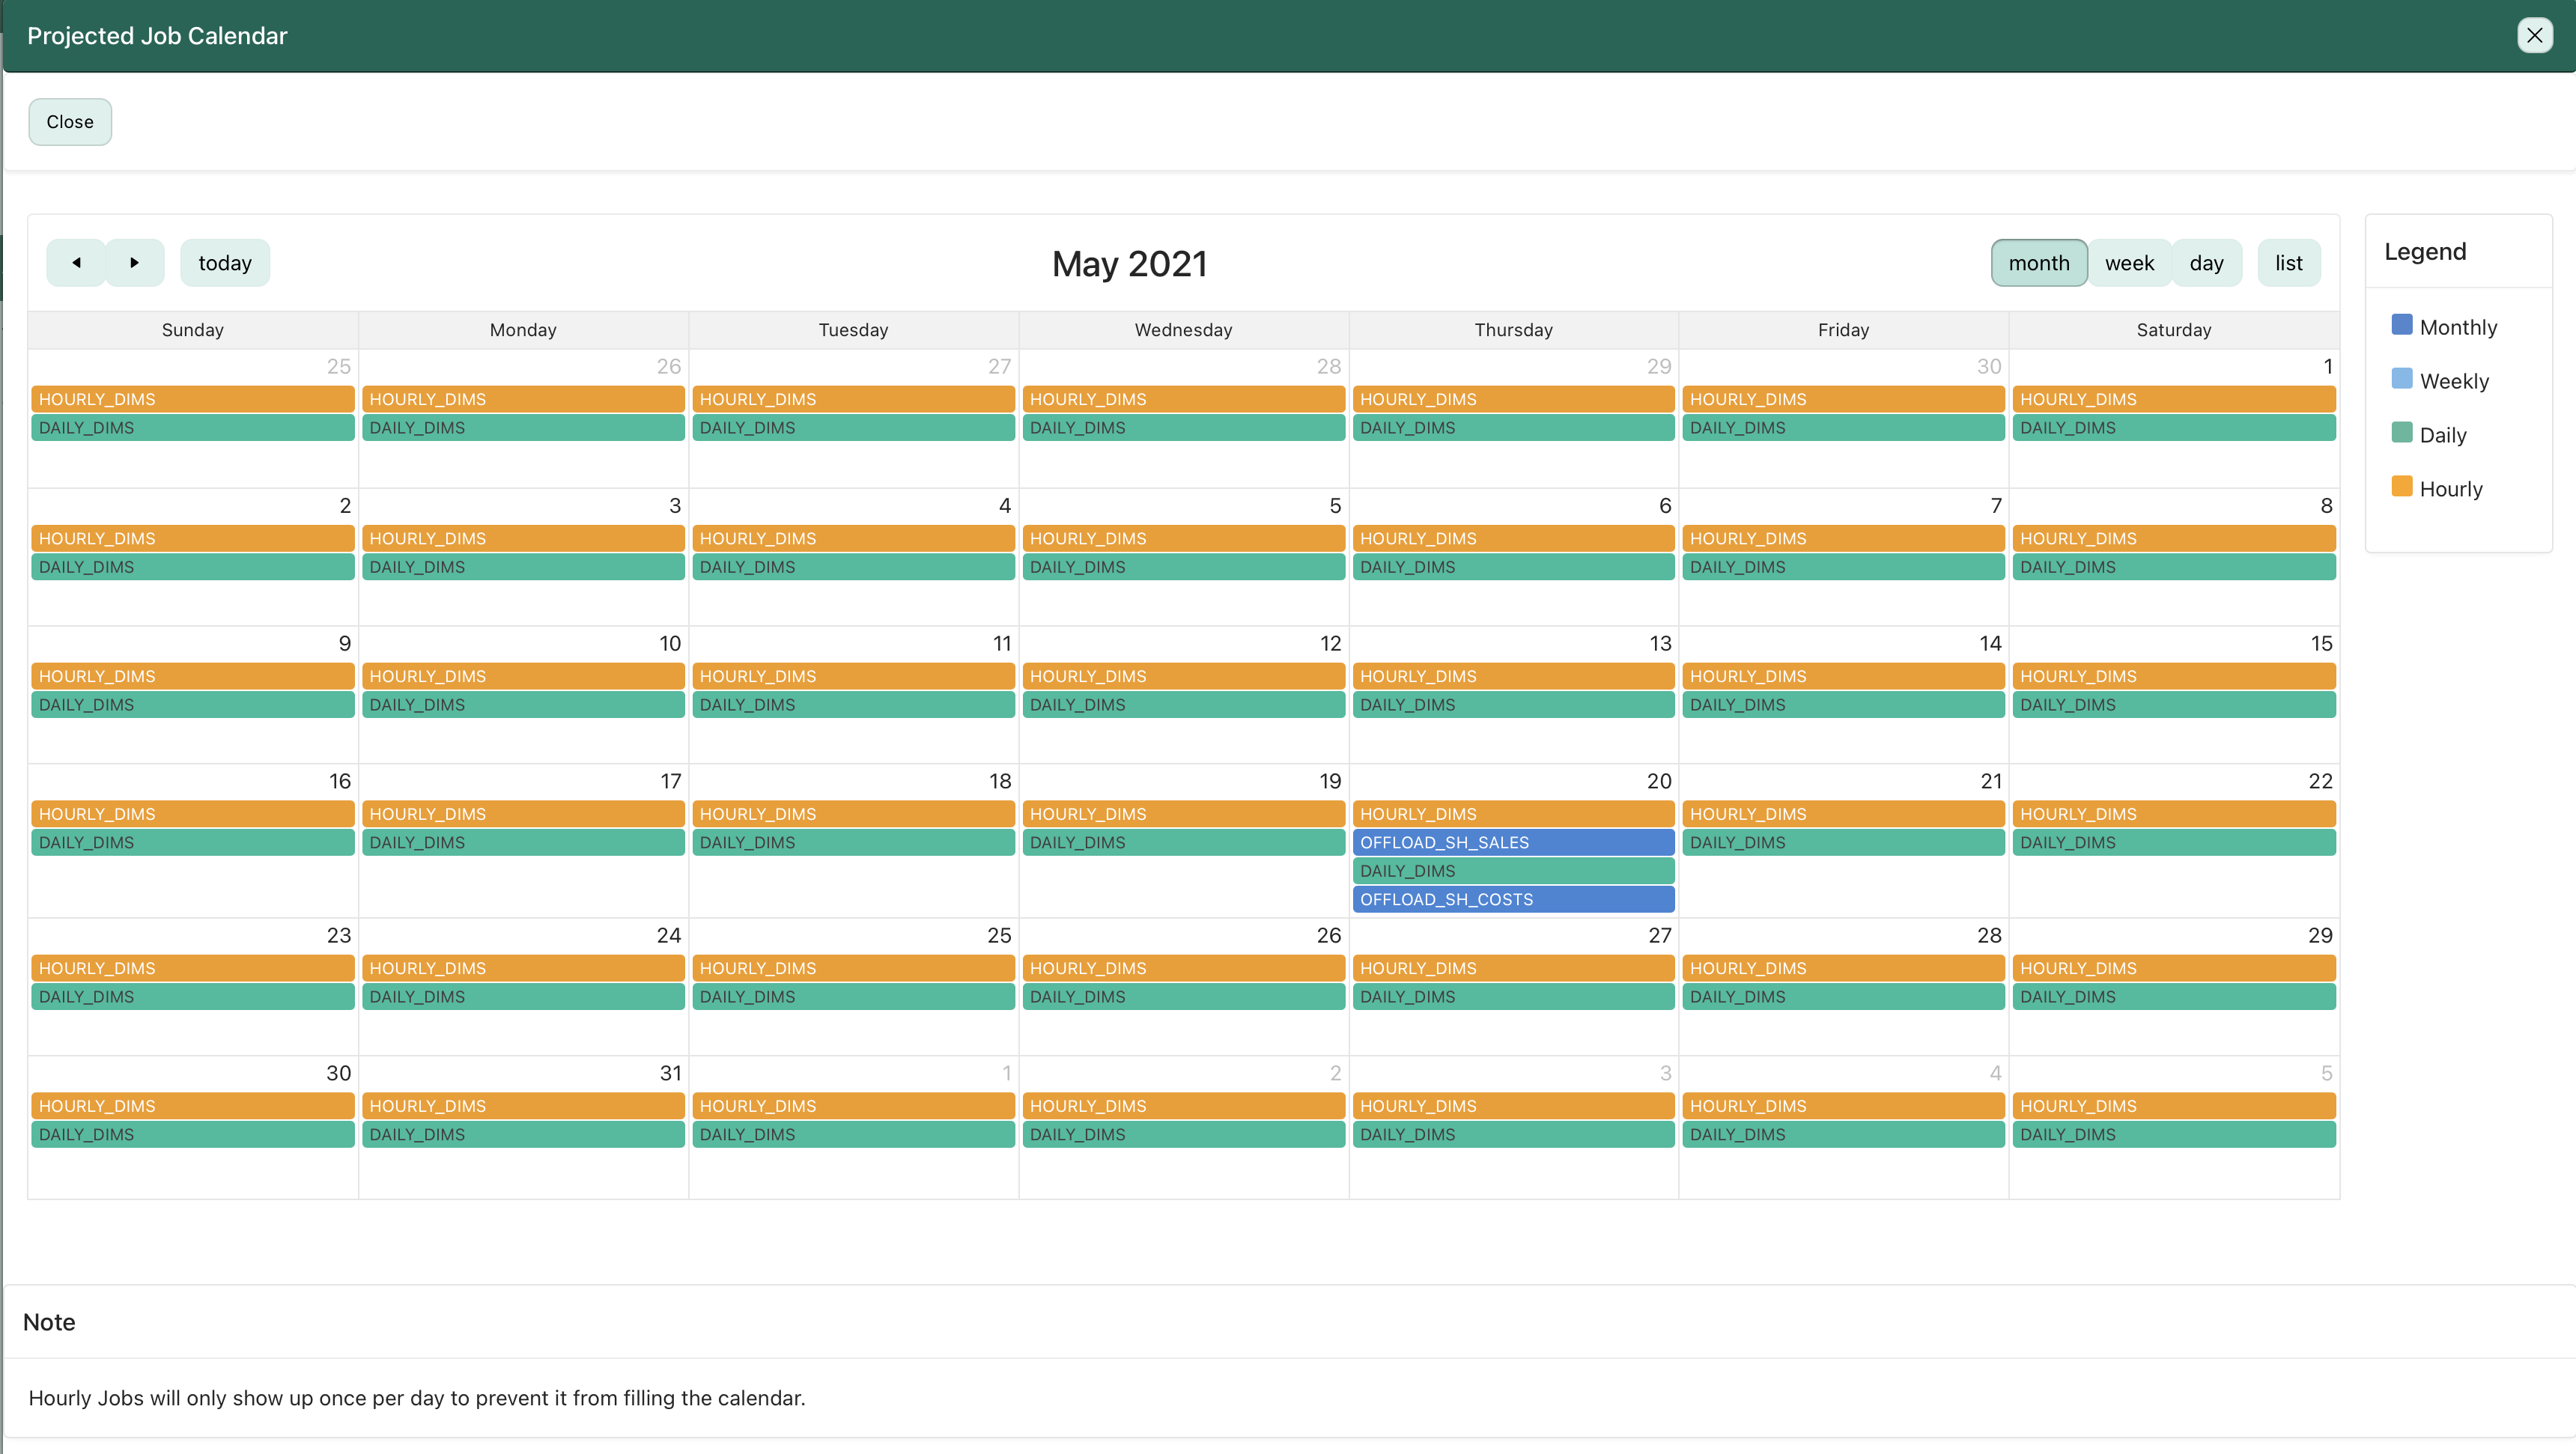 Projected Job Calendar
Close
today
May 2021
month week day list
Legend
Monthly
Weekly
Daily
Hourly
Sunday Monday Tuesday Wednesday Thursday Friday Saturday
25 26 27 28 29 30 1
HOURLY_DIMS HOURLY_DIMS HOURLY_DIMS HOURLY_DIMS HOURLY_DIMS HOURLY_DIMS HOURLY_DIMS
DAILY_DIMS DAILY_DIMS DAILY_DIMS DAILY_DIMS DAILY_DIMS DAILY_DIMS DAILY_DIMS
2 3 4 5 6 7 8
HOURLY_DIMS HOURLY_DIMS HOURLY_DIMS HOURLY_DIMS HOURLY_DIMS HOURLY_DIMS HOURLY_DIMS
DAILY_DIMS DAILY_DIMS DAILY_DIMS DAILY_DIMS DAILY_DIMS DAILY_DIMS DAILY_DIMS
9 10 11 12 13 14 15
HOURLY_DIMS HOURLY_DIMS HOURLY_DIMS HOURLY_DIMS HOURLY_DIMS HOURLY_DIMS HOURLY_DIMS
DAILY_DIMS DAILY_DIMS DAILY_DIMS DAILY_DIMS DAILY_DIMS DAILY_DIMS DAILY_DIMS
16 17 18 19 20 21 22
HOURLY_DIMS HOURLY_DIMS HOURLY_DIMS HOURLY_DIMS HOURLY_DIMS HOURLY_DIMS HOURLY_DIMS
DAILY_DIMS DAILY_DIMS DAILY_DIMS DAILY_DIMS OFFLOAD_SH_SALES DAILY_DIMS DAILY_DIMS
DAILY_DIMS
OFFLOAD_SH_COSTS
23 24 25 26 27 28 29
HOURLY_DIMS HOURLY_DIMS HOURLY_DIMS HOURLY_DIMS HOURLY_DIMS HOURLY_DIMS HOURLY_DIMS
DAILY_DIMS DAILY_DIMS DAILY_DIMS DAILY_DIMS DAILY_DIMS DAILY_DIMS DAILY_DIMS
30 31 1 2 3 4 5
HOURLY_DIMS HOURLY_DIMS HOURLY_DIMS HOURLY_DIMS HOURLY_DIMS HOURLY_DIMS HOURLY_DIMS
DAILY_DIMS DAILY_DIMS DAILY_DIMS DAILY_DIMS DAILY_DIMS DAILY_DIMS DAILY_DIMS
Note
Hourly Jobs will only show up once per day to prevent it from filling the calendar.